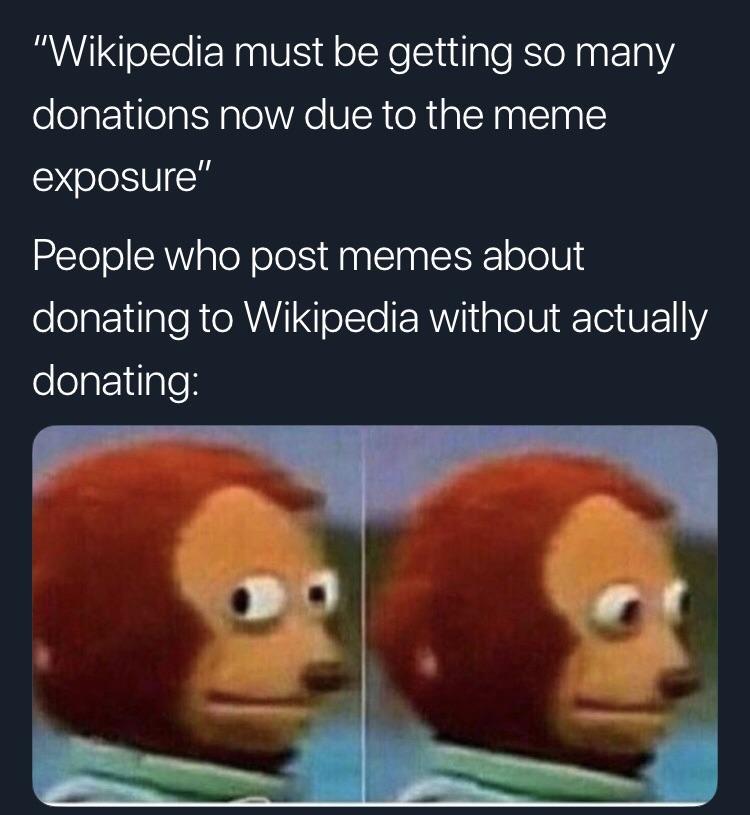 “Wikipedia must be getting so many
donations now due to the meme
exposure”
People who post memes about
donating to Wikipedia without actually
donating: